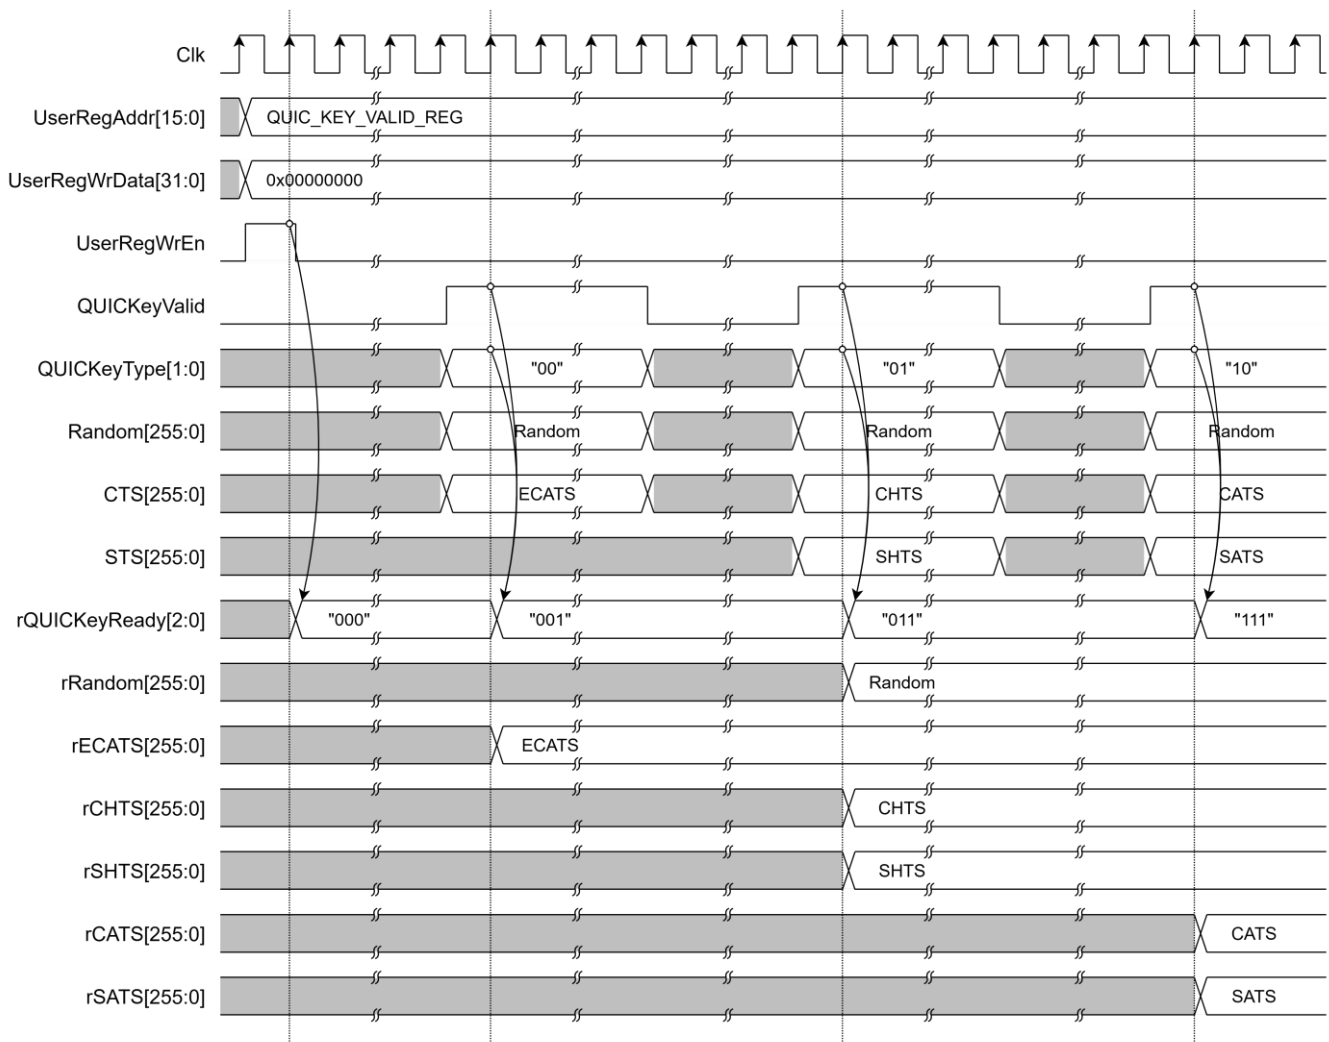 Clk
UserRegAddr[15:0] QUIC_KEY_VALID_REG
UserRegWrData[31:0] 0x00000000
UserRegWrEn
QUICKeyValid
QUICKeyType[1:0] "00" "01" "10"
Random[255:0] Random Random Random
CTS[255:0] ECATS CHTS CATS
STS[255:0] SHTS SATS
rQUICKeyReady[2:0] "000" "001" "011" "111"
rRandom[255:0] Random
rECATS[255:0] ECATS
rCHTS[255:0] CHTS
rSHTS[255:0] SHTS
rCATS[255:0] CATS
rSATS[255:0] SATS